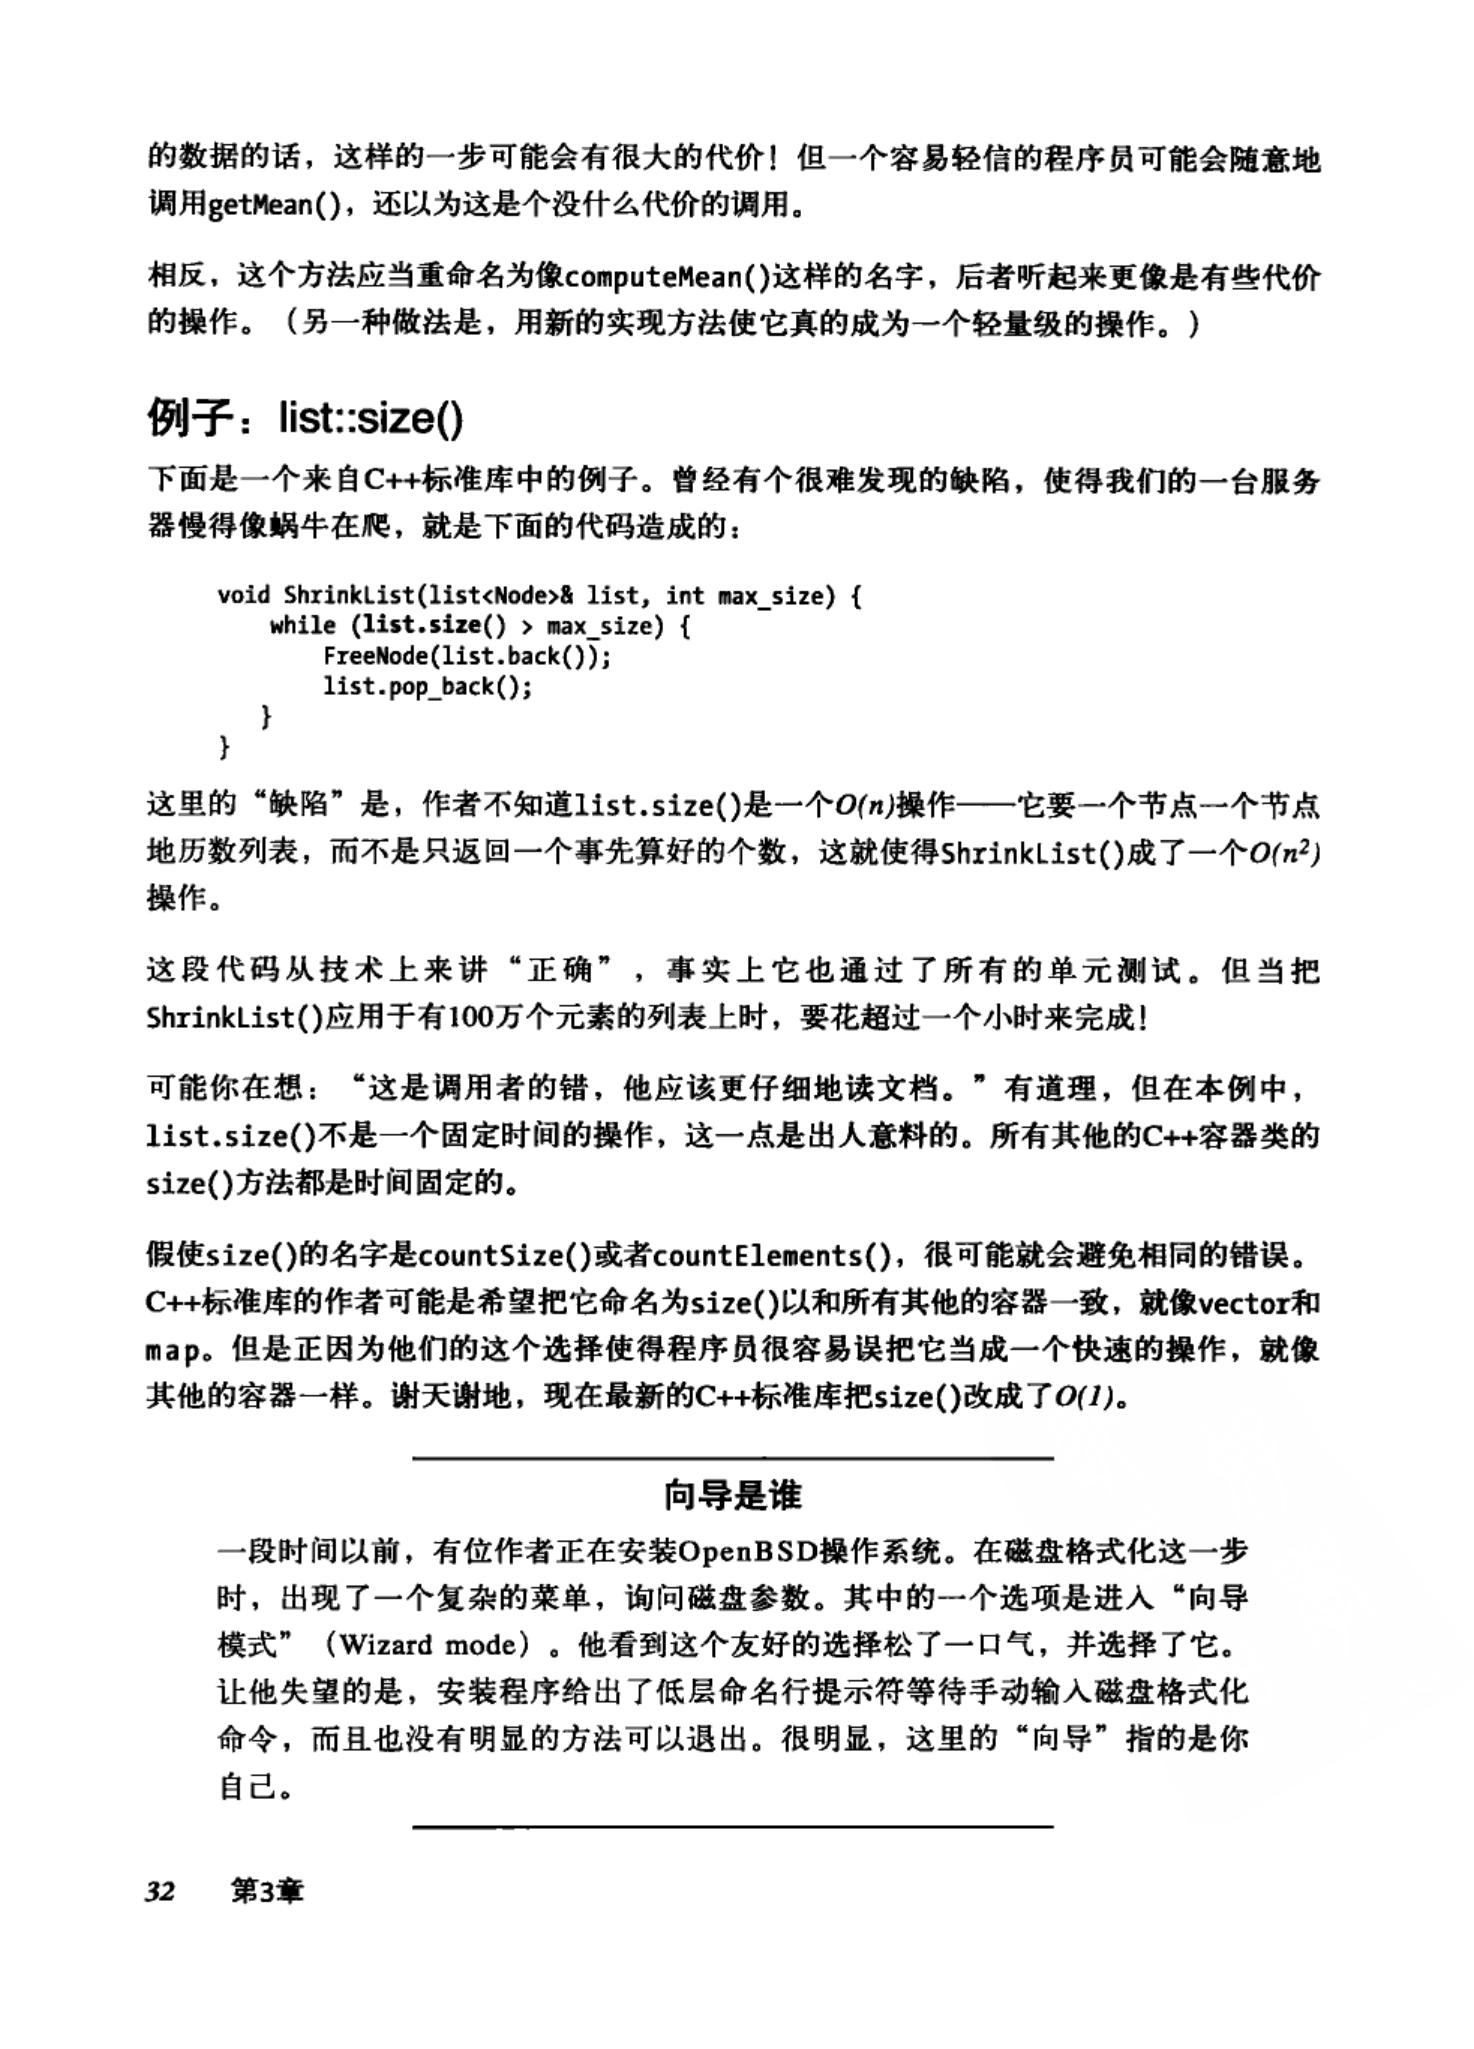 的数据的话，这样的一步可能会有很大的代价！但一个容易轻信的程序员可能会随意地
调用getMean()，还以为这是个没什么代价的调用。
相反，这个方法应当重命名为像computeMean()这样的名字，后者听起来更像是有些代价
的操作。（另一种做法是，用新的实现方法使它真的成为一个轻量级的操作。）
例子：list::size()
下面是一个来自C++标准库中的例子。曾经有个很难发现的缺陷，使得我们的一台服务
器慢得像蜗牛在爬，就是下面的代码造成的：
void ShrinkList(list<Node>& list, int max_size) {
    while (list.size() > max_size) {
        FreeNode(list.back());
        list.pop_back();
    }
}
这里的“缺陷”是，作者不知道list.size()是一个O(n)操作——它要一个节点一个节点
地历数列表，而不是只返回一个事先算好的个数，这就使得ShrinkList()成了一个O(n²)
操作。
这段代码从技术上来讲“正确”，事实上它也通过了所有的单元测试。但当把
ShrinkList()应用于有100万个元素的列表上时，要花超过一个小时来完成！
可能你在想：“这是调用者的错，他应该更仔细地读文档。”有道理，但在本例中，
list.size()不是一个固定时间的操作，这一点是出人意料的。所有其他的C++容器类的
size()方法都是时间固定的。
假使size()的名字是countSize()或者countElements()，很可能就会避免相同的错误。
C++标准库的作者可能是希望把它命名为size()以和所有其他的容器一致，就像vector和
map。但是正因为他们的这个选择使得程序员很容易误把它当成一个快速的操作，就像
其他的容器一样。谢天谢地，现在最新的C++标准库把size()改成了O(1)。
向导是谁
一段时间以前，有位作者正在安装OpenBSD操作系统。在磁盘格式化这一步
时，出现了一个复杂的菜单，询问磁盘参数。其中的一个选项是进入“向导
模式”（Wizard mode）。他看到这个友好的选择松了一口气，并选择了它。
让他失望的是，安装程序给出了低层命名行提示符等待手动输入磁盘格式化
命令，而且也没有明显的方法可以退出。很明显，这里的“向导”指的是你
自己。
32 第3章